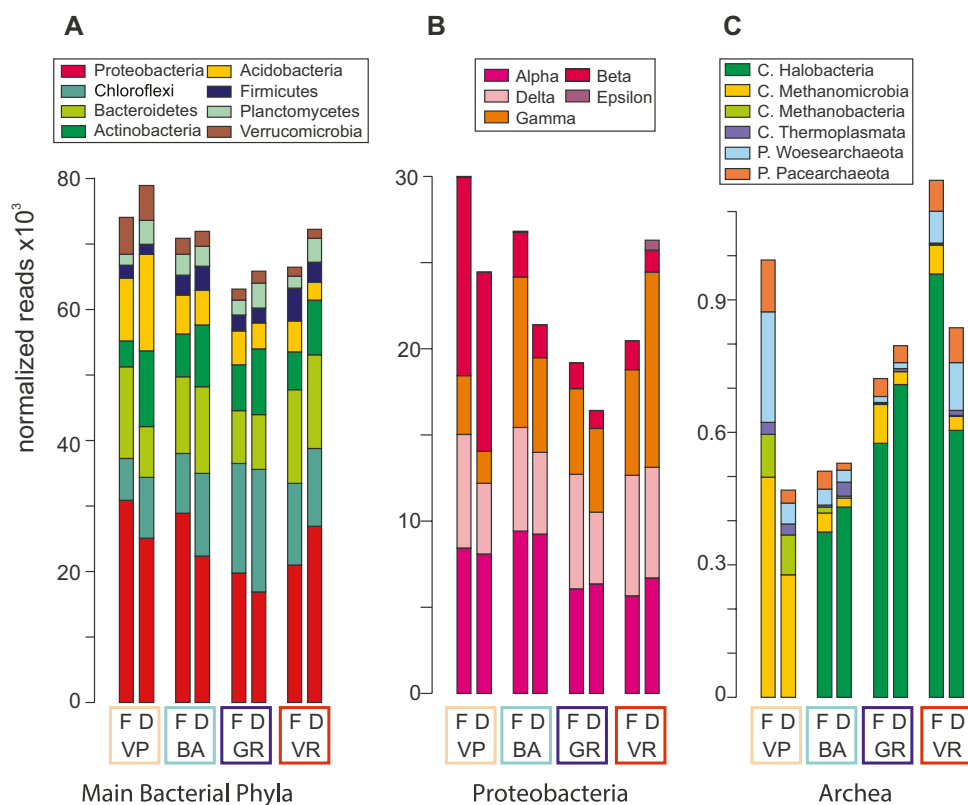 A
B
C
Proteobacteria
Acidobacteria
Chloroflexi
Firmicutes
Bacteroidetes
Planctomycetes
Actinobacteria
Verrucomicrobia
Alpha
Beta
Delta
Epsilon
Gamma
C. Halobacteria
C. Methanomicrobia
C. Methanobacteria
C. Thermoplasmata
P. Woesearchaeota
P. Pacearchaeota
normalized reads x10³
80
60
40
20
0
30
20
10
0
0.9
0.6
0.3
0
F D
VP
F D
BA
F D
GR
F D
VR
F D
VP
F D
BA
F D
GR
F D
VR
F D
VP
F D
BA
F D
GR
F D
VR
Main Bacterial Phyla
Proteobacteria
Archea